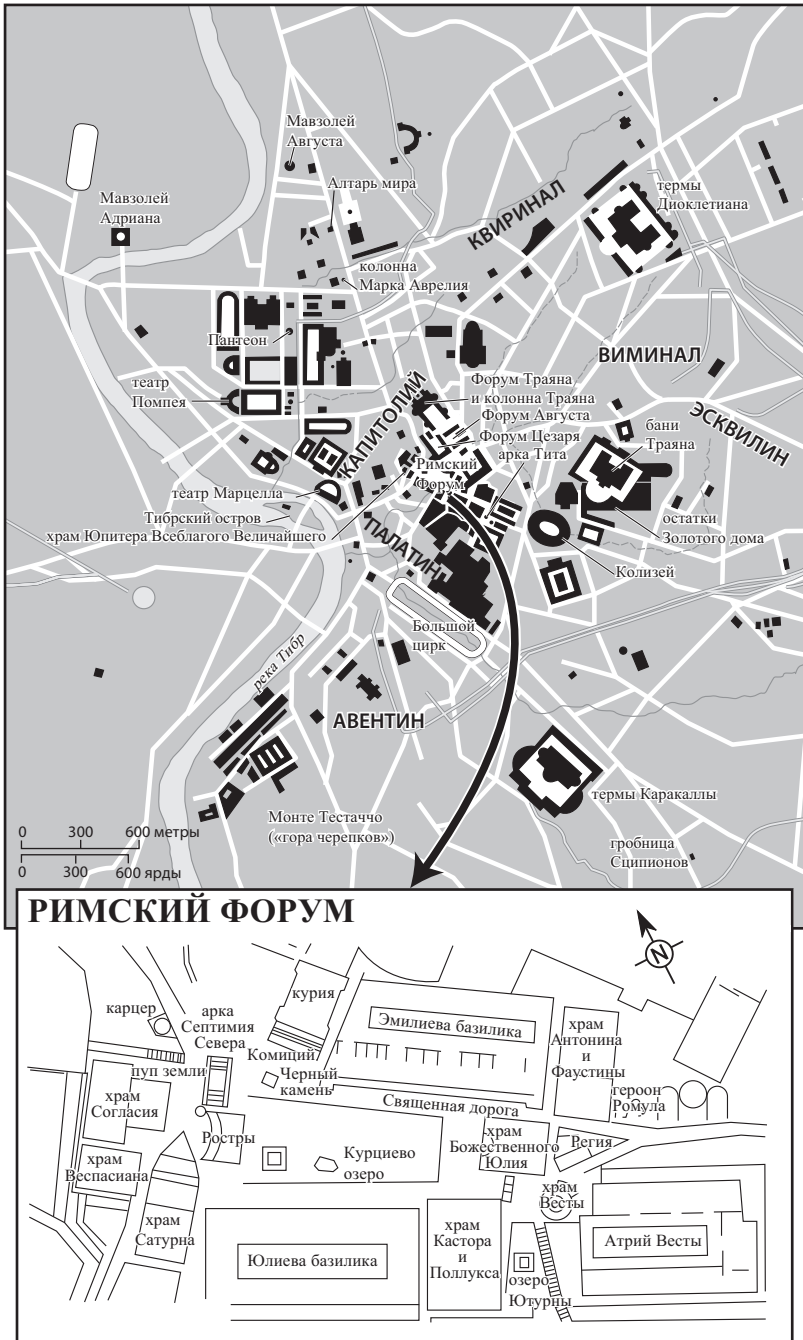 Мавзолей
Августа
Мавзолей
Адриана
Алтарь мира
КВИРИНАЛ
термы
Диоклетиана
колонна
Марка Аврелия
Пантеон
ВИМИНАЛ
театр
Помпея
КАПИТОЛИЙ
Форум Траяна
и колонна Траяна
Форум Августа
Форум Цезаря
арка Тита
ЭСКВИЛИН
бани
Траяна
Римский
Форум
театр Марцелла
Тибрский остров
храм Юпитера Всеблагого Величайшего
ПАЛАТИН
остатки
Золотого дома
Колизей
Большой
цирк
река Тибр
АВЕНТИН
термы Каракаллы
Монте Тестаччо
(«гора черепков»)
гробница
Сципионов
0 300 600 метры
0 300 600 ярды
РИМСКИЙ ФОРУМ
N
карцер
арка
Септимия
Севера
курия
Эмилиева базилика
храм
Антонина
и
Фаустины
Комиций
пуп земли
Черный
камень
героон
Ромула
храм
Согласия
Священная дорога
Ростры
храм
Божественного
Юлия
Регия
Курциево
озеро
храм
Веспасиана
храм
Весты
храм
Сатурна
Юлиева базилика
храм
Кастора
и
Поллукса
Атрий Весты
озеро
Ютурны